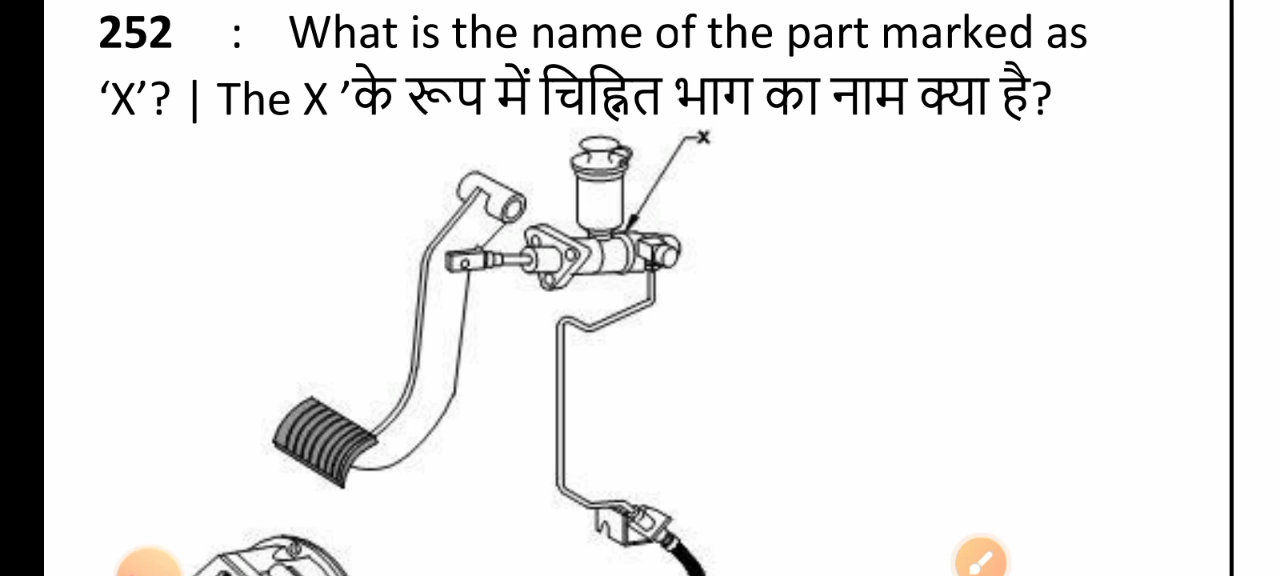 252 : What is the name of the part marked as
‘X’? | The X ’के रूप में चिह्नित भाग का नाम क्या है?
X